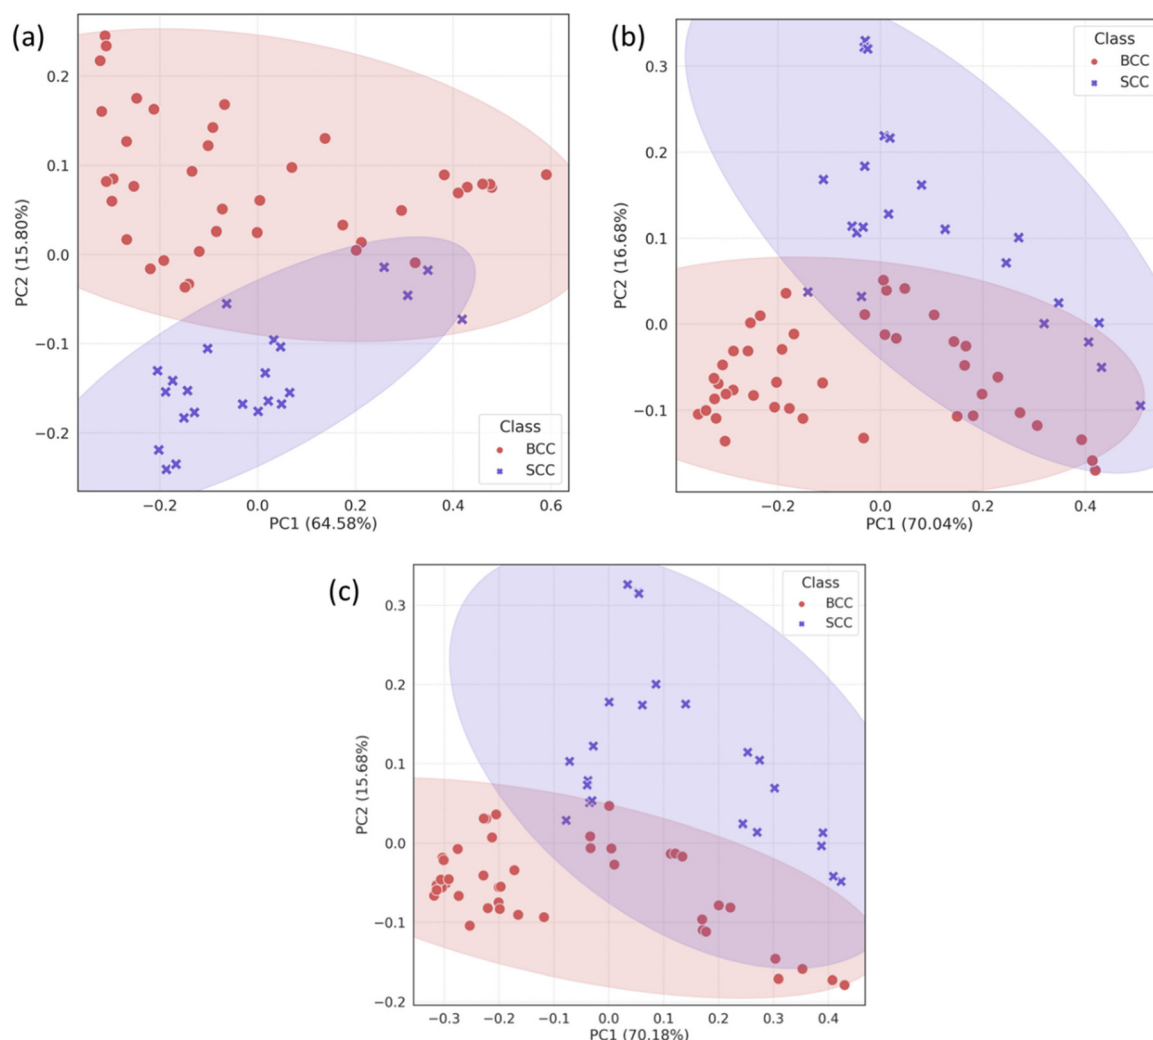 (a)
PC2 (15.80%)
0.2
0.1
0.0
−0.1
−0.2
Class
BCC
SCC
−0.2 0.0 0.2 0.4 0.6
PC1 (64.58%)
(b)
PC2 (16.68%)
0.3
0.2
0.1
0.0
−0.1
Class
BCC
SCC
−0.2 0.0 0.2 0.4
PC1 (70.04%)
(c)
PC2 (15.68%)
0.3
0.2
0.1
0.0
−0.1
−0.2
Class
BCC
SCC
−0.3 −0.2 −0.1 0.0 0.1 0.2 0.3 0.4
PC1 (70.18%)